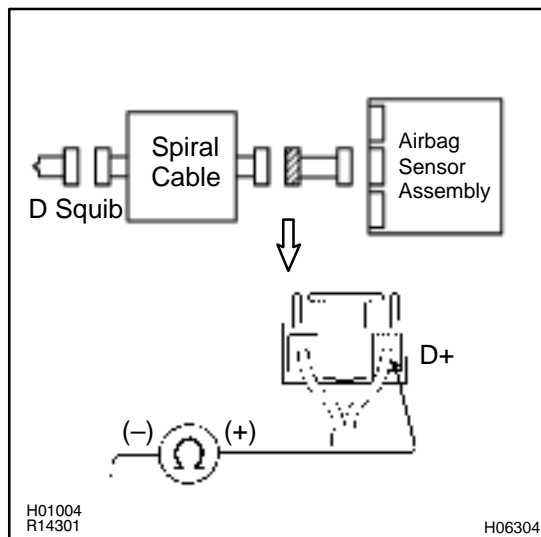 Spiral
Cable
Airbag
Sensor
Assembly
D Squib
D+
(−)
Ω
(+)
H01004
R14301
H06304